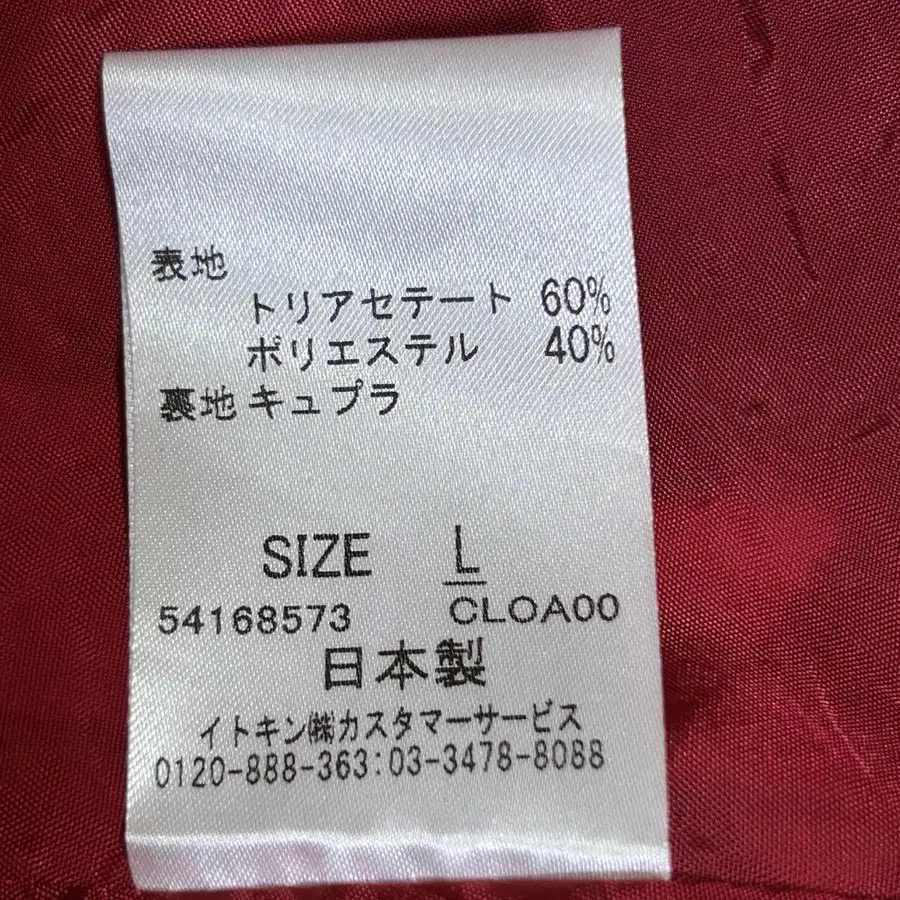 表地
トリアセテート 60%
ポリエステル 40%
裏地 キュプラ
SIZE L
54168573 CLOA00
日本製
イトキン㈱カスタマーサービス
0120-888-363:03-3478-8088